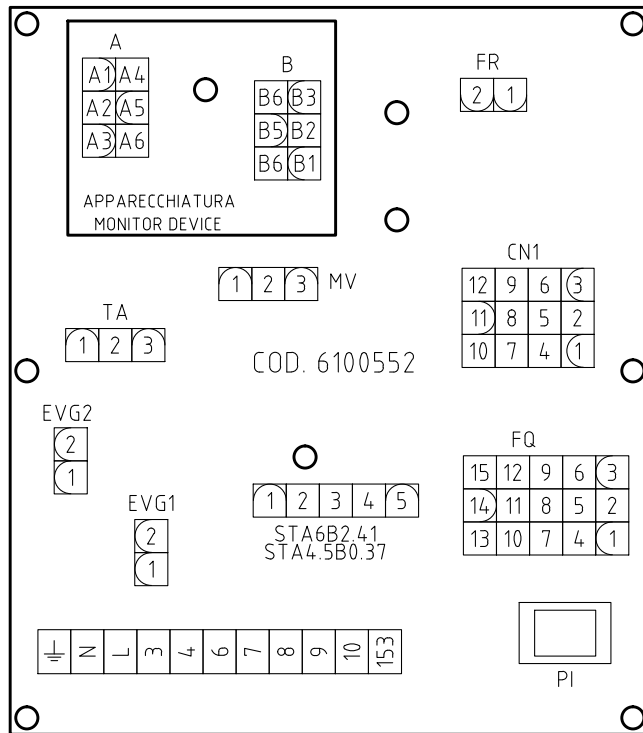 A
A1 A4
A2 A5
A3 A6
B
B6 B3
B5 B2
B6 B1
APPARECCHIATURA
MONITOR DEVICE
FR
2 1
1 2 3 MV
CN1
12 9 6 3
11 8 5 2
10 7 4 1
TA
1 2 3
COD. 6100552
EVG2
2
1
EVG1
2
1
1 2 3 4 5
STA6B2.41
STA4.5B0.37
FQ
15 12 9 6 3
14 11 8 5 2
13 10 7 4 1
N L 3 4 6 7 8 9 10 153
PI